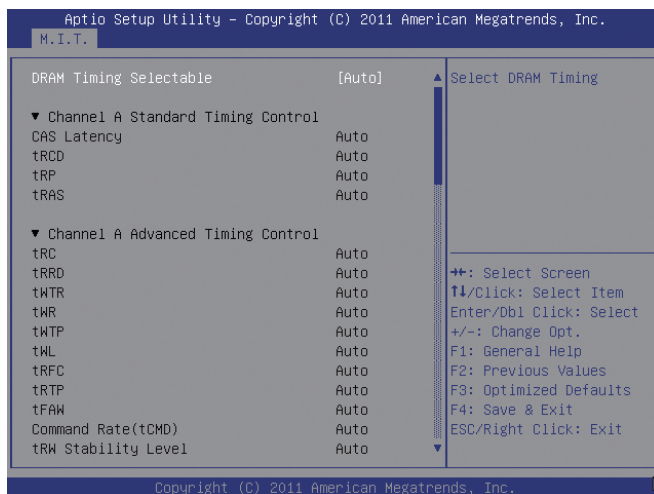 Aptio Setup Utility – Copyright (C) 2011 American Megatrends, Inc.
M.I.T.
DRAM Timing Selectable [Auto]
▼ Channel A Standard Timing Control
CAS Latency Auto
tRCD Auto
tRP Auto
tRAS Auto
▼ Channel A Advanced Timing Control
tRC Auto
tRRD Auto
tWTR Auto
tWR Auto
tWTP Auto
tWL Auto
tRFC Auto
tRTP Auto
tFAW Auto
Command Rate(tCMD) Auto
tRW Stability Level Auto
Select DRAM Timing
→←: Select Screen
↑↓/Click: Select Item
Enter/Dbl Click: Select
+/-: Change Opt.
F1: General Help
F2: Previous Values
F3: Optimized Defaults
F4: Save & Exit
ESC/Right Click: Exit
Copyright (C) 2011 American Megatrends, Inc.